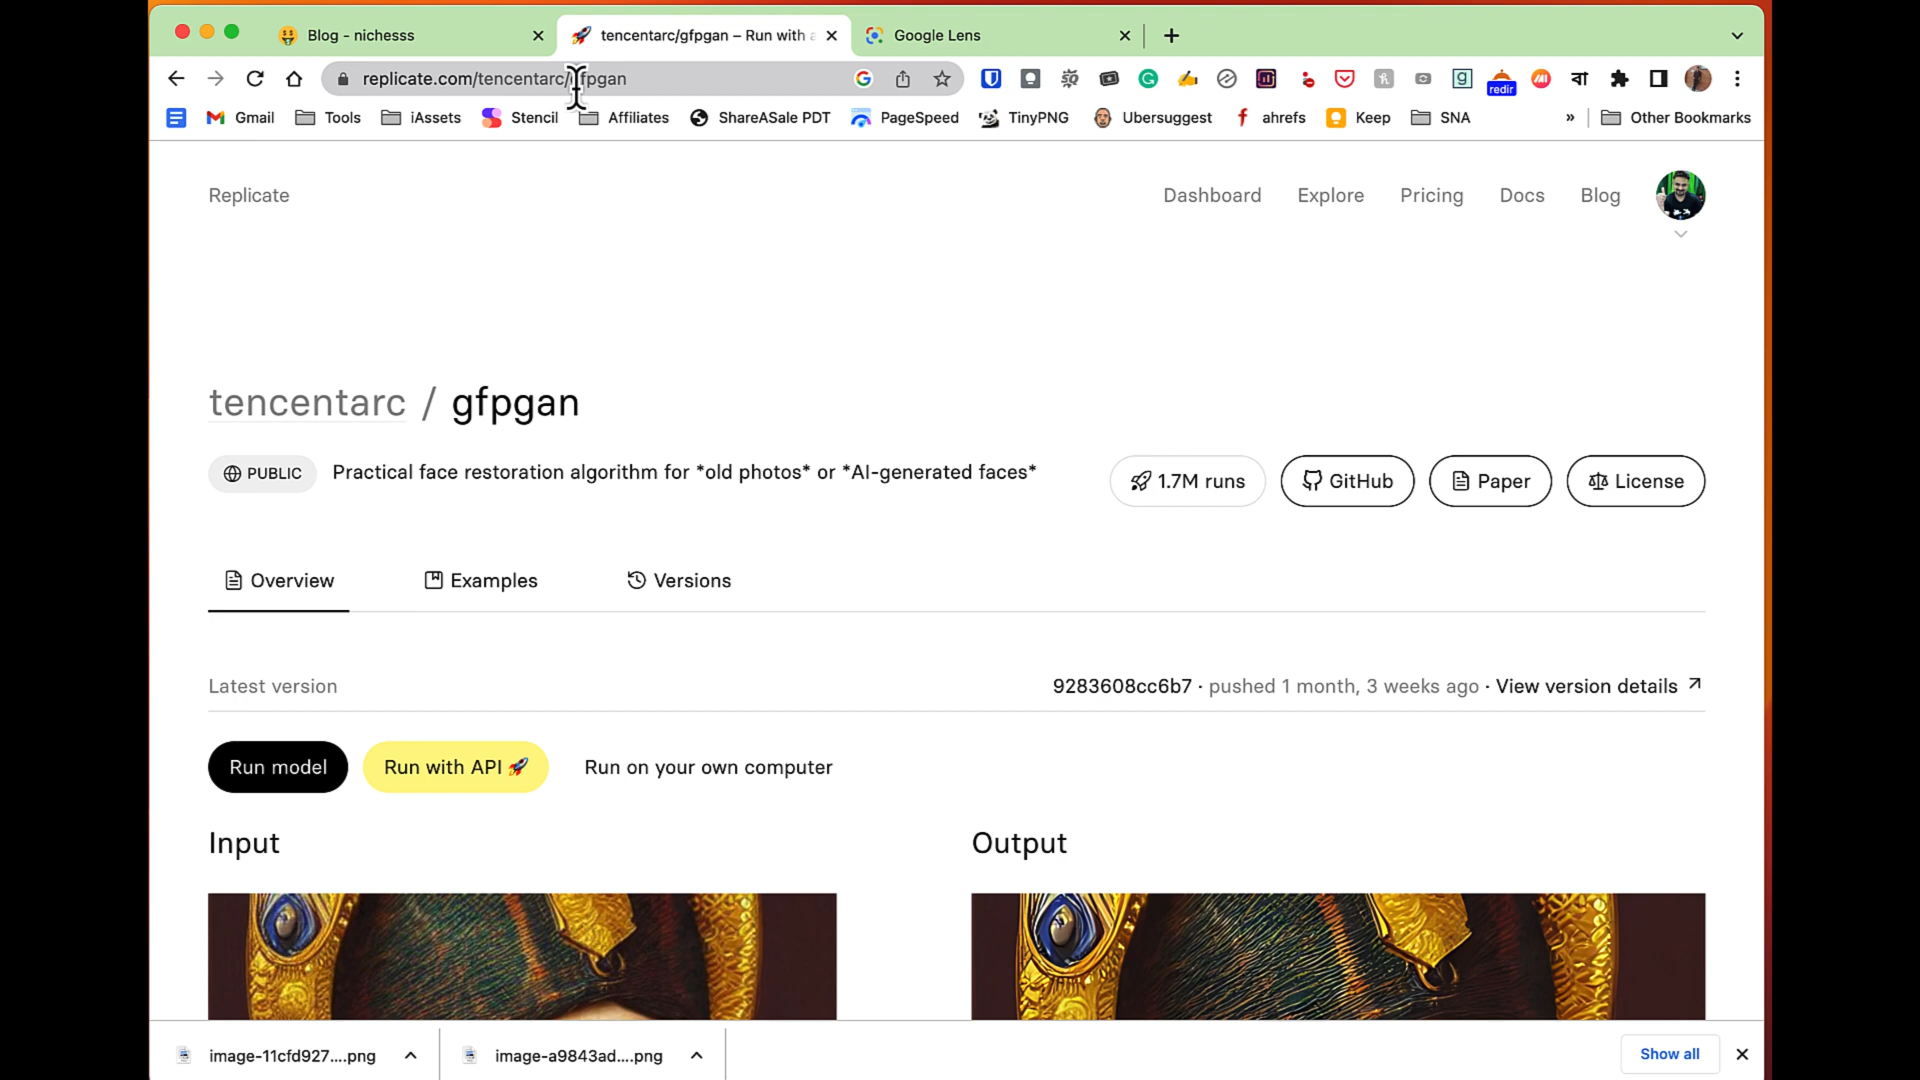 Blog - nichesss
tencentarc/gfpgan – Run with a
Google Lens
replicate.com/tencentarc/gfpgan
redir
Gmail
Tools
iAssets
Stencil
Affiliates
ShareASale PDT
PageSpeed
TinyPNG
Ubersuggest
ahrefs
Keep
SNA
»
Other Bookmarks
Replicate
Dashboard
Explore
Pricing
Docs
Blog
tencentarc / gfpgan
PUBLIC
Practical face restoration algorithm for *old photos* or *AI-generated faces*
1.7M runs
GitHub
Paper
License
Overview
Examples
Versions
Latest version
9283608cc6b7 · pushed 1 month, 3 weeks ago · View version details
Run model
Run with API
Run on your own computer
Input
Output
image-11cfd927....png
image-a9843ad....png
Show all